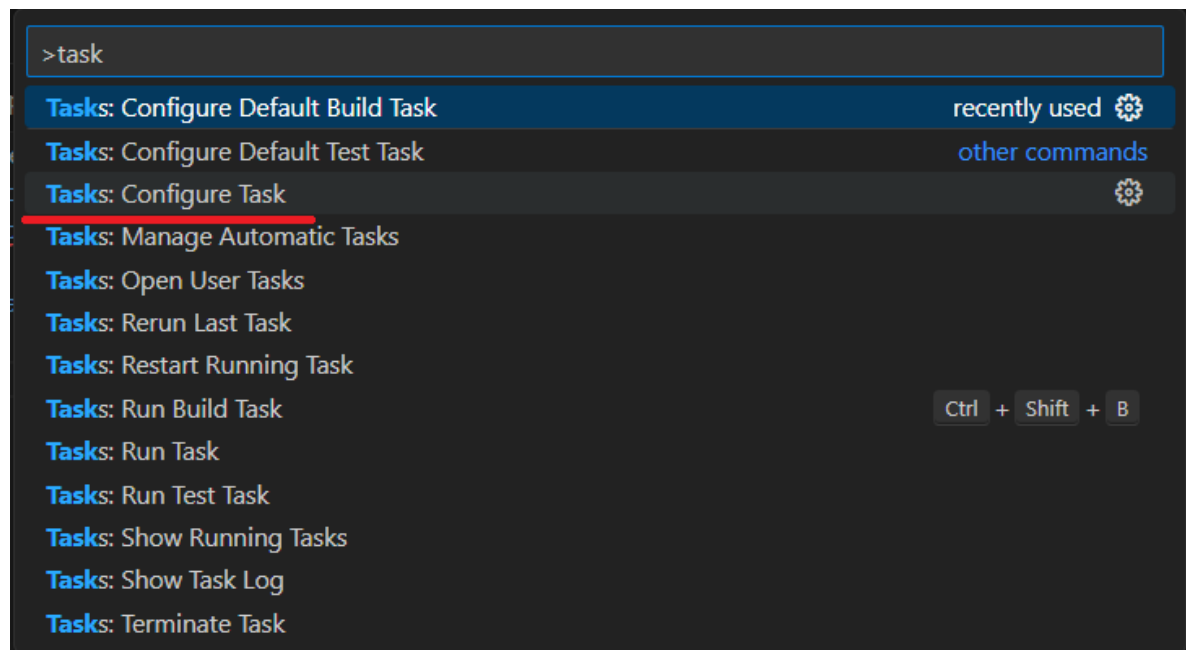 >task
Tasks: Configure Default Build Task recently used
Tasks: Configure Default Test Task other commands
Tasks: Configure Task
Tasks: Manage Automatic Tasks
Tasks: Open User Tasks
Tasks: Rerun Last Task
Tasks: Restart Running Task
Tasks: Run Build Task Ctrl + Shift + B
Tasks: Run Task
Tasks: Run Test Task
Tasks: Show Running Tasks
Tasks: Show Task Log
Tasks: Terminate Task